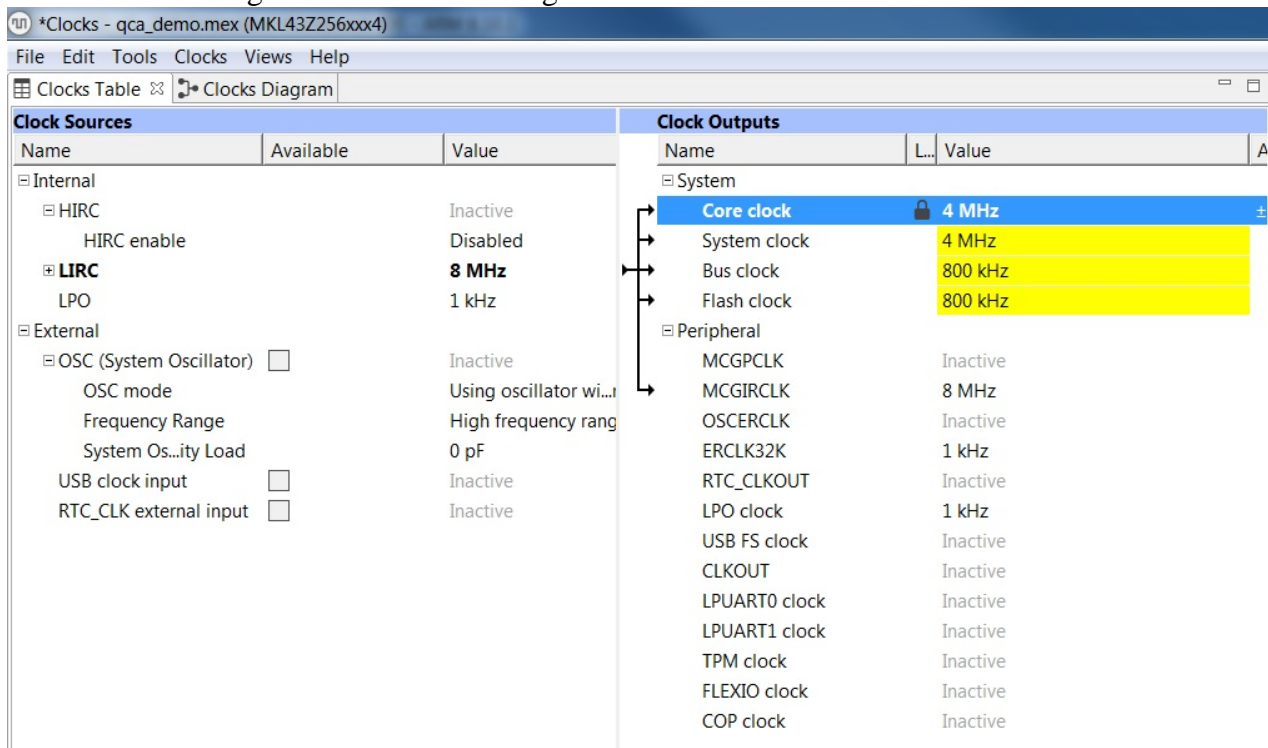 *Clocks - qca_demo.mex (MKL43Z256xxx4)
File Edit Tools Clocks Views Help
Clocks Table Clocks Diagram
Clock Sources Clock Outputs
Name Available Value Name L... Value A
Internal System
HIRC Inactive Core clock 4 MHz ±
HIRC enable Disabled System clock 4 MHz
LIRC 8 MHz Bus clock 800 kHz
LPO 1 kHz Flash clock 800 kHz
External Peripheral
OSC (System Oscillator) Inactive MCGPCLK Inactive
OSC mode Using oscillator wi... MCGIRCLK 8 MHz
Frequency Range High frequency rang OSCERCLK Inactive
System Os...ity Load 0 pF ERCLK32K 1 kHz
USB clock input Inactive RTC_CLKOUT Inactive
RTC_CLK external input Inactive LPO clock 1 kHz
USB FS clock Inactive
CLKOUT Inactive
LPUART0 clock Inactive
LPUART1 clock Inactive
TPM clock Inactive
FLEXIO clock Inactive
COP clock Inactive